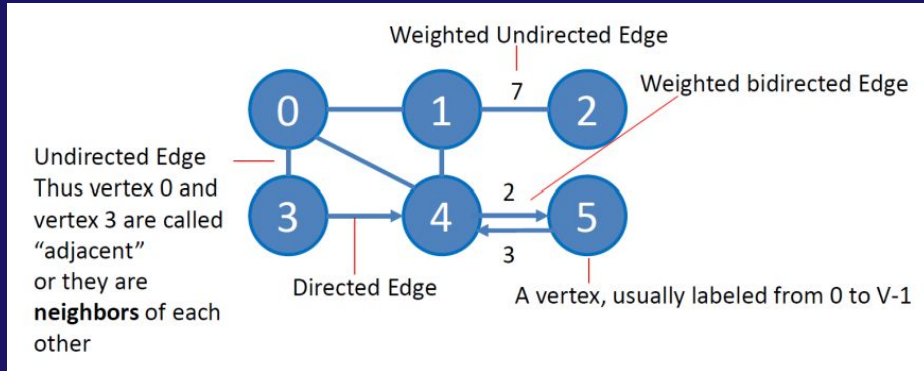 Weighted Undirected Edge
7
Weighted bidirected Edge
0
1
2
Undirected Edge
Thus vertex 0 and
vertex 3 are called
“adjacent”
or they are
neighbors of each
other
3
4
2
5
3
Directed Edge
A vertex, usually labeled from 0 to V-1